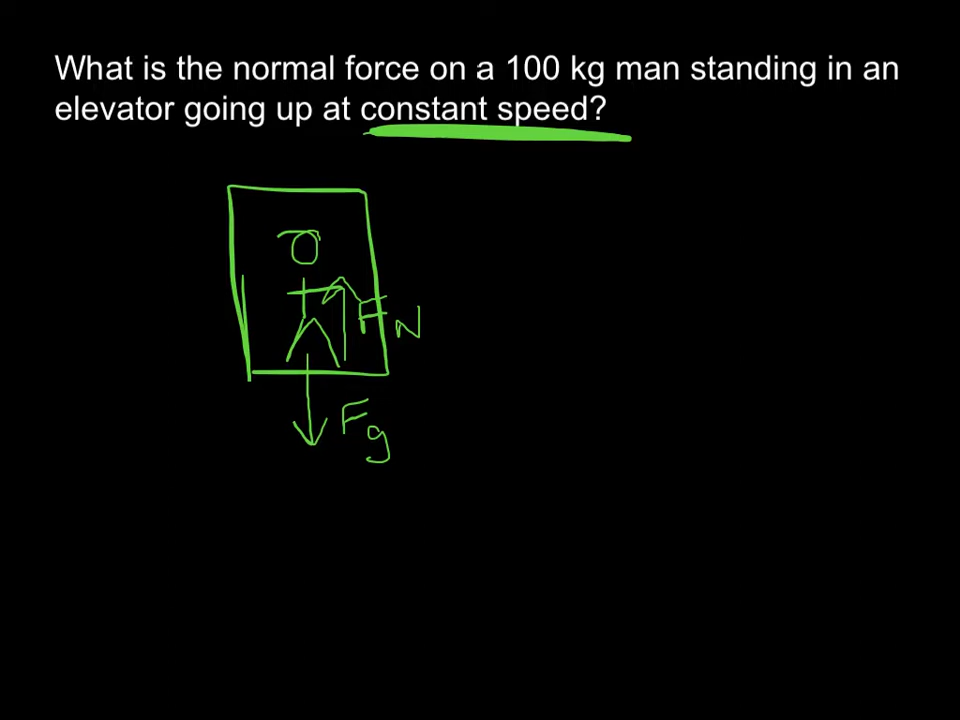 What is the normal force on a 100 kg man standing in an
elevator going up at constant speed?
FN
Fg